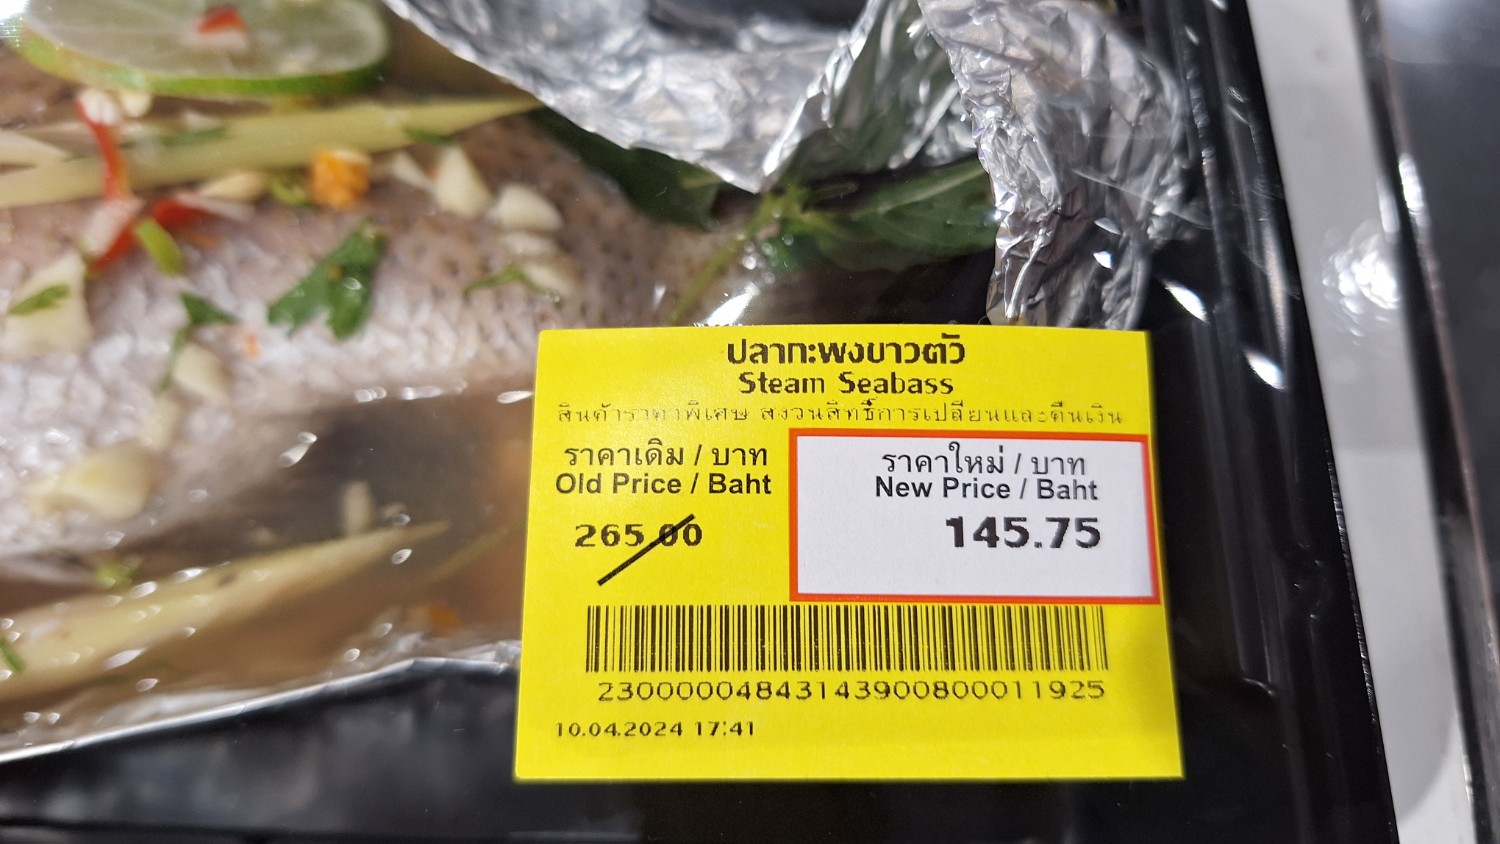 ปลากะพงขาวตัว
Steam Seabass
สินค้าราคาพิเศษ สงวนสิทธิ์การเปลี่ยนและคืนเงิน
ราคาเดิม / บาท
Old Price / Baht
265.00
ราคาใหม่ / บาท
New Price / Baht
145.75
23000004843143900800011925
10.04.2024 17:41